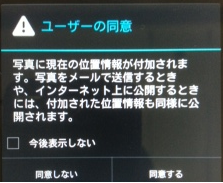 ユーザーの同意
写真に現在の位置情報が付加されま
す。写真をメールで送信するとき
や、インターネット上に公開するとき
には、付加された位置情報も同様に公
開されます。
今後表示しない
同意しない 同意する